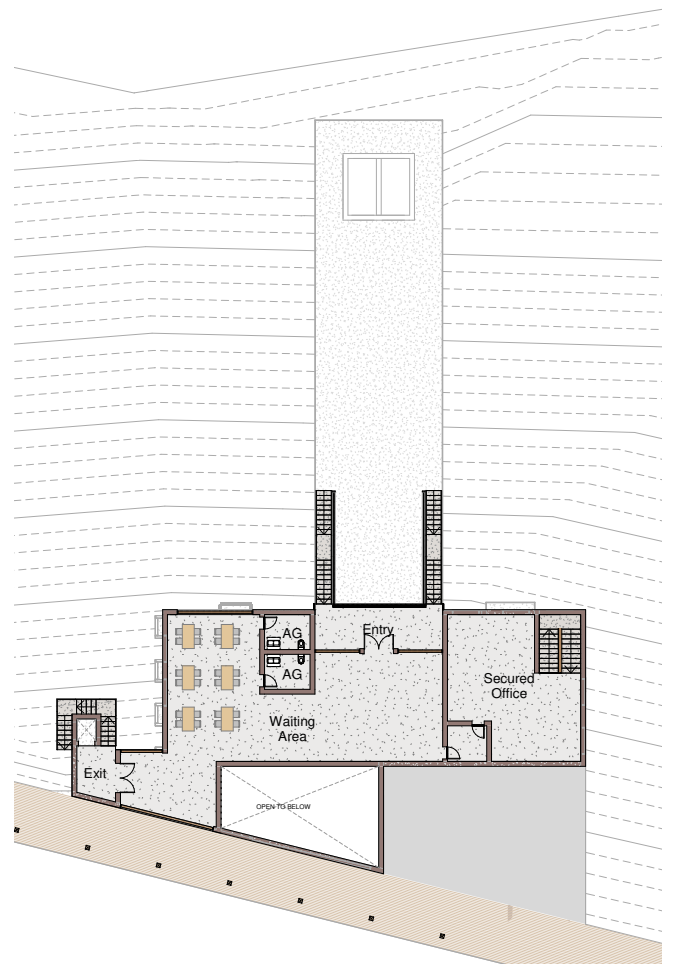 Entry
AG
AG
Secured
Office
Waiting
Area
Exit
OPEN TO BELOW